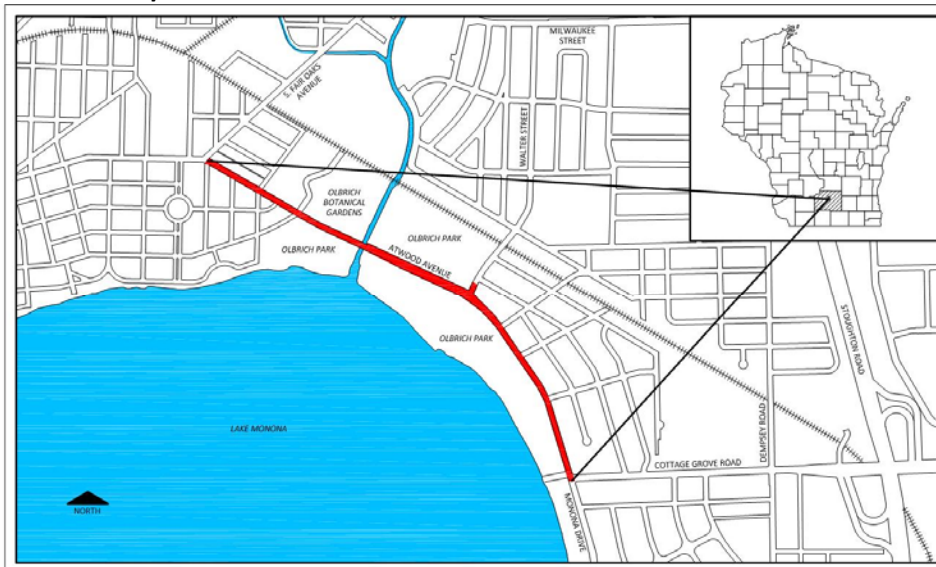 MILWAUKEE
STREET
S. FAIR OAKS
AVENUE
WALTER STREET
OLBRICH
BOTANICAL
GARDENS
OLBRICH PARK
OLBRICH PARK
ATWOOD AVENUE
OLBRICH PARK
STOUGHTON ROAD
LAKE MONONA
DEMPSEY ROAD
COTTAGE GROVE ROAD
MONONA DRIVE
NORTH